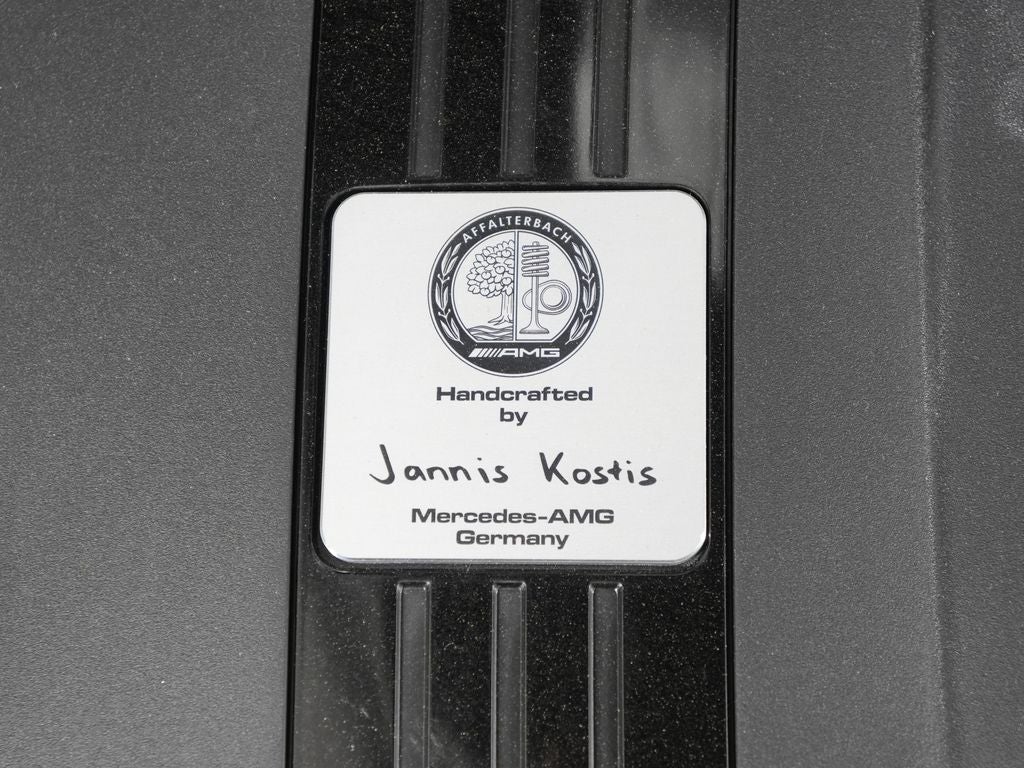 AFFALTERBACH
AMG
Handcrafted
by
Jannis Kostis
Mercedes-AMG
Germany